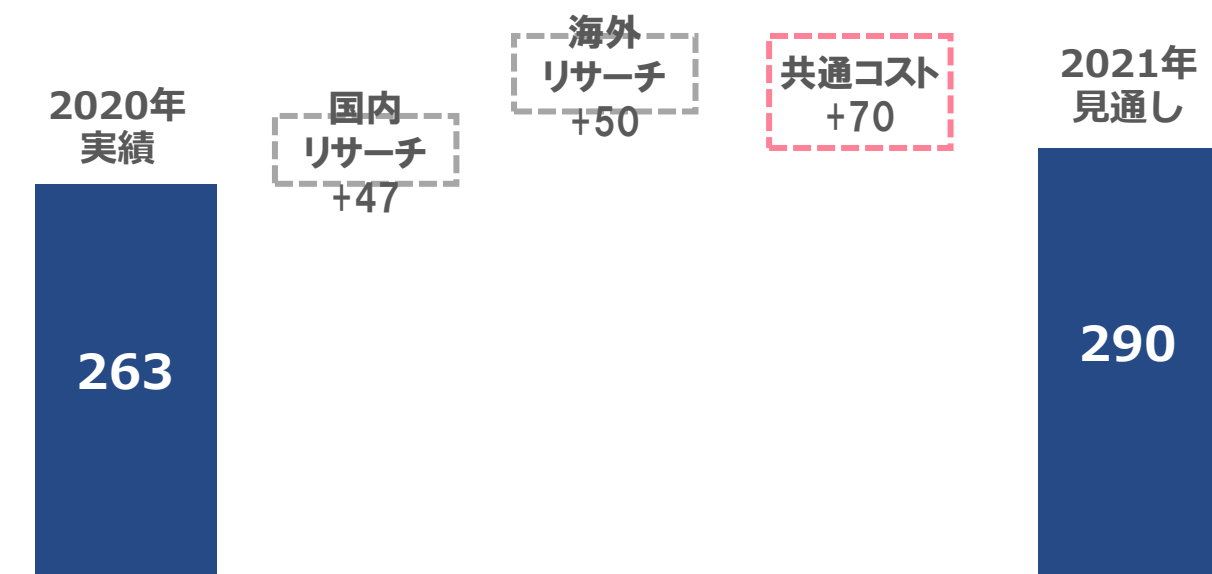 2020年
実績
263
国内
リサーチ
+47
海外
リサーチ
+50
共通コスト
+70
2021年
見通し
290